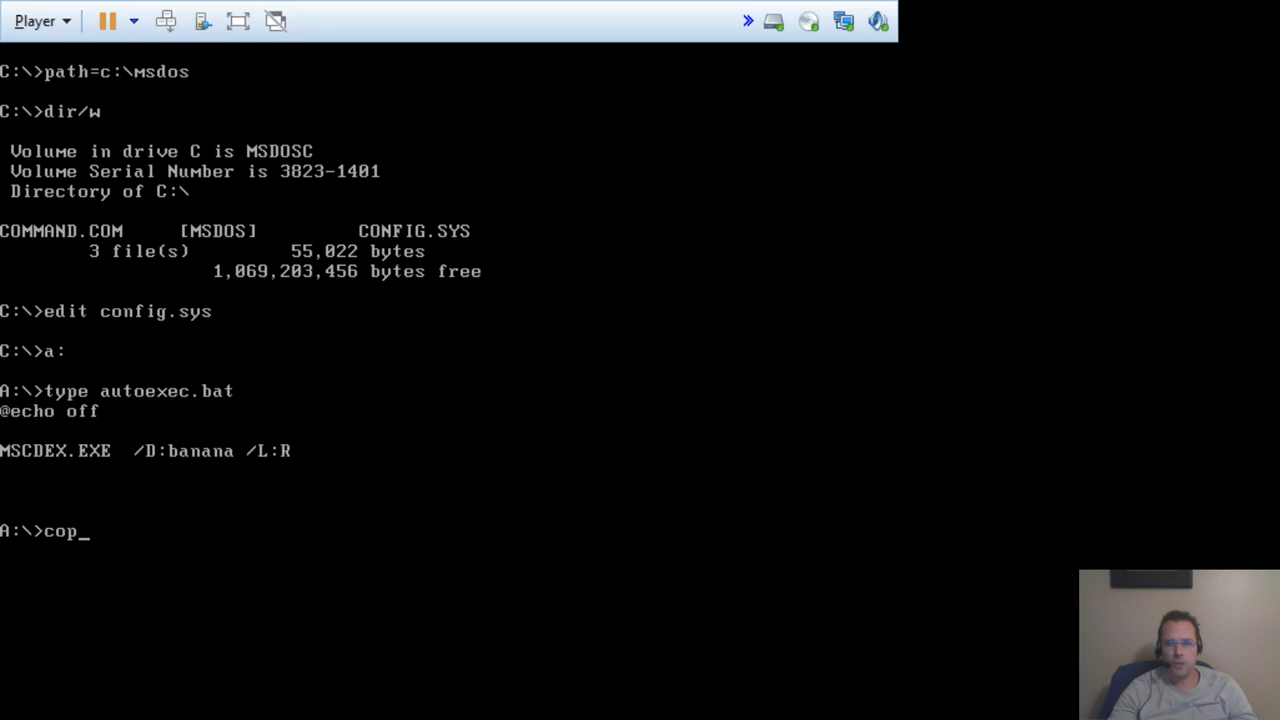 Player
C:\>path=c:\msdos
C:\>dir/w
Volume in drive C is MSDOSC
Volume Serial Number is 3823-1401
Directory of C:\
COMMAND.COM [MSDOS] CONFIG.SYS
3 file(s) 55,022 bytes
1,069,203,456 bytes free
C:\>edit config.sys
C:\>a:
A:\>type autoexec.bat
@echo off
MSCDEX.EXE /D:banana /L:R
A:\>cop_